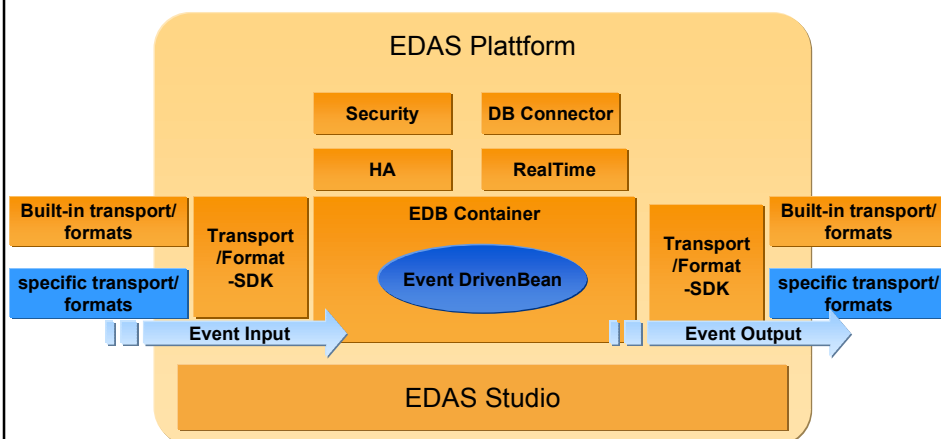 EDAS Plattform
Security
DB Connector
HA
RealTime
Built-in transport/
formats
specific transport/
formats
Transport
/Format
-SDK
EDB Container
Event DrivenBean
Transport
/Format
-SDK
Built-in transport/
formats
specific transport/
formats
Event Input
Event Output
EDAS Studio